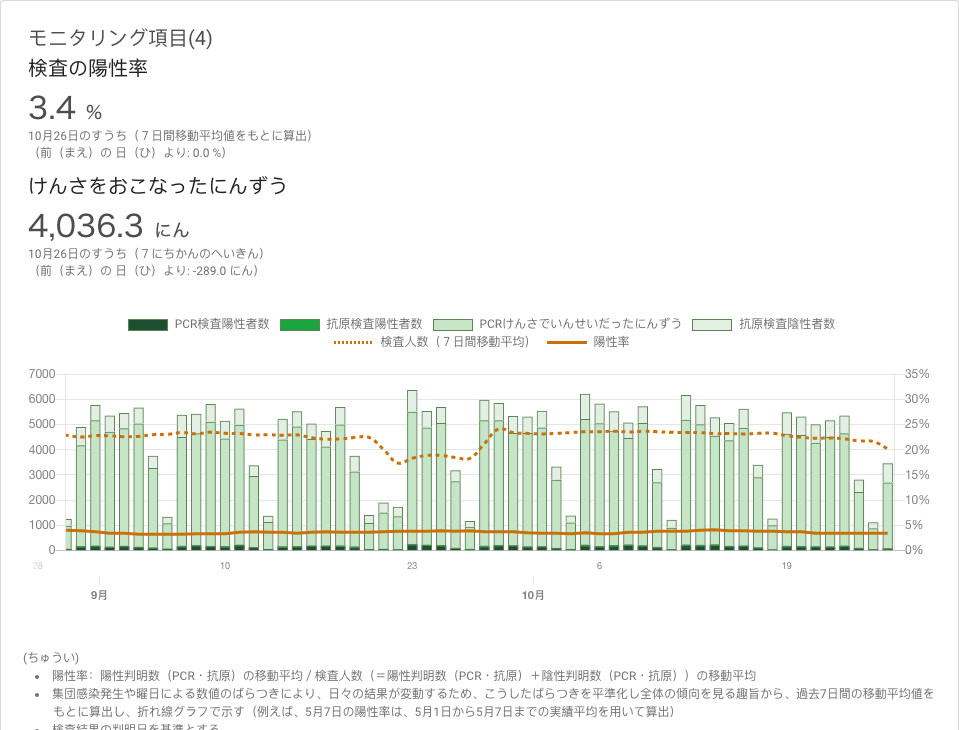 モニタリング項目(4)
検査の陽性率
3.4 %
10月26日のすうち（７日間移動平均値をもとに算出）
（前（まえ）の 日（ひ）より: 0.0 %）
けんさをおこなったにんずう
4,036.3 にん
10月26日のすうち（７にちかんのへいきん）
（前（まえ）の 日（ひ）より: -289.0 にん）
PCR検査陽性者数 抗原検査陽性者数 PCRけんさでいんせいだったにんずう 抗原検査陰性者数
検査人数（７日間移動平均） 陽性率
7000 35%
6000 30%
5000 25%
4000 20%
3000 15%
2000 10%
1000 5%
0 0%
28 10 23 6 19
9月 10月
(ちゅうい)
• 陽性率：陽性判明数（PCR・抗原）の移動平均 / 検査人数（＝陽性判明数（PCR・抗原）＋陰性判明数（PCR・抗原））の移動平均
• 集団感染発生や曜日による数値のばらつきにより、日々の結果が変動するため、こうしたばらつきを平準化し全体の傾向を見る趣旨から、過去7日間の移動平均値を
もとに算出し、折れ線グラフで示す（例えば、5月7日の陽性率は、5月1日から5月7日までの実績平均を用いて算出）
• 検査結果の判明日を基準とする